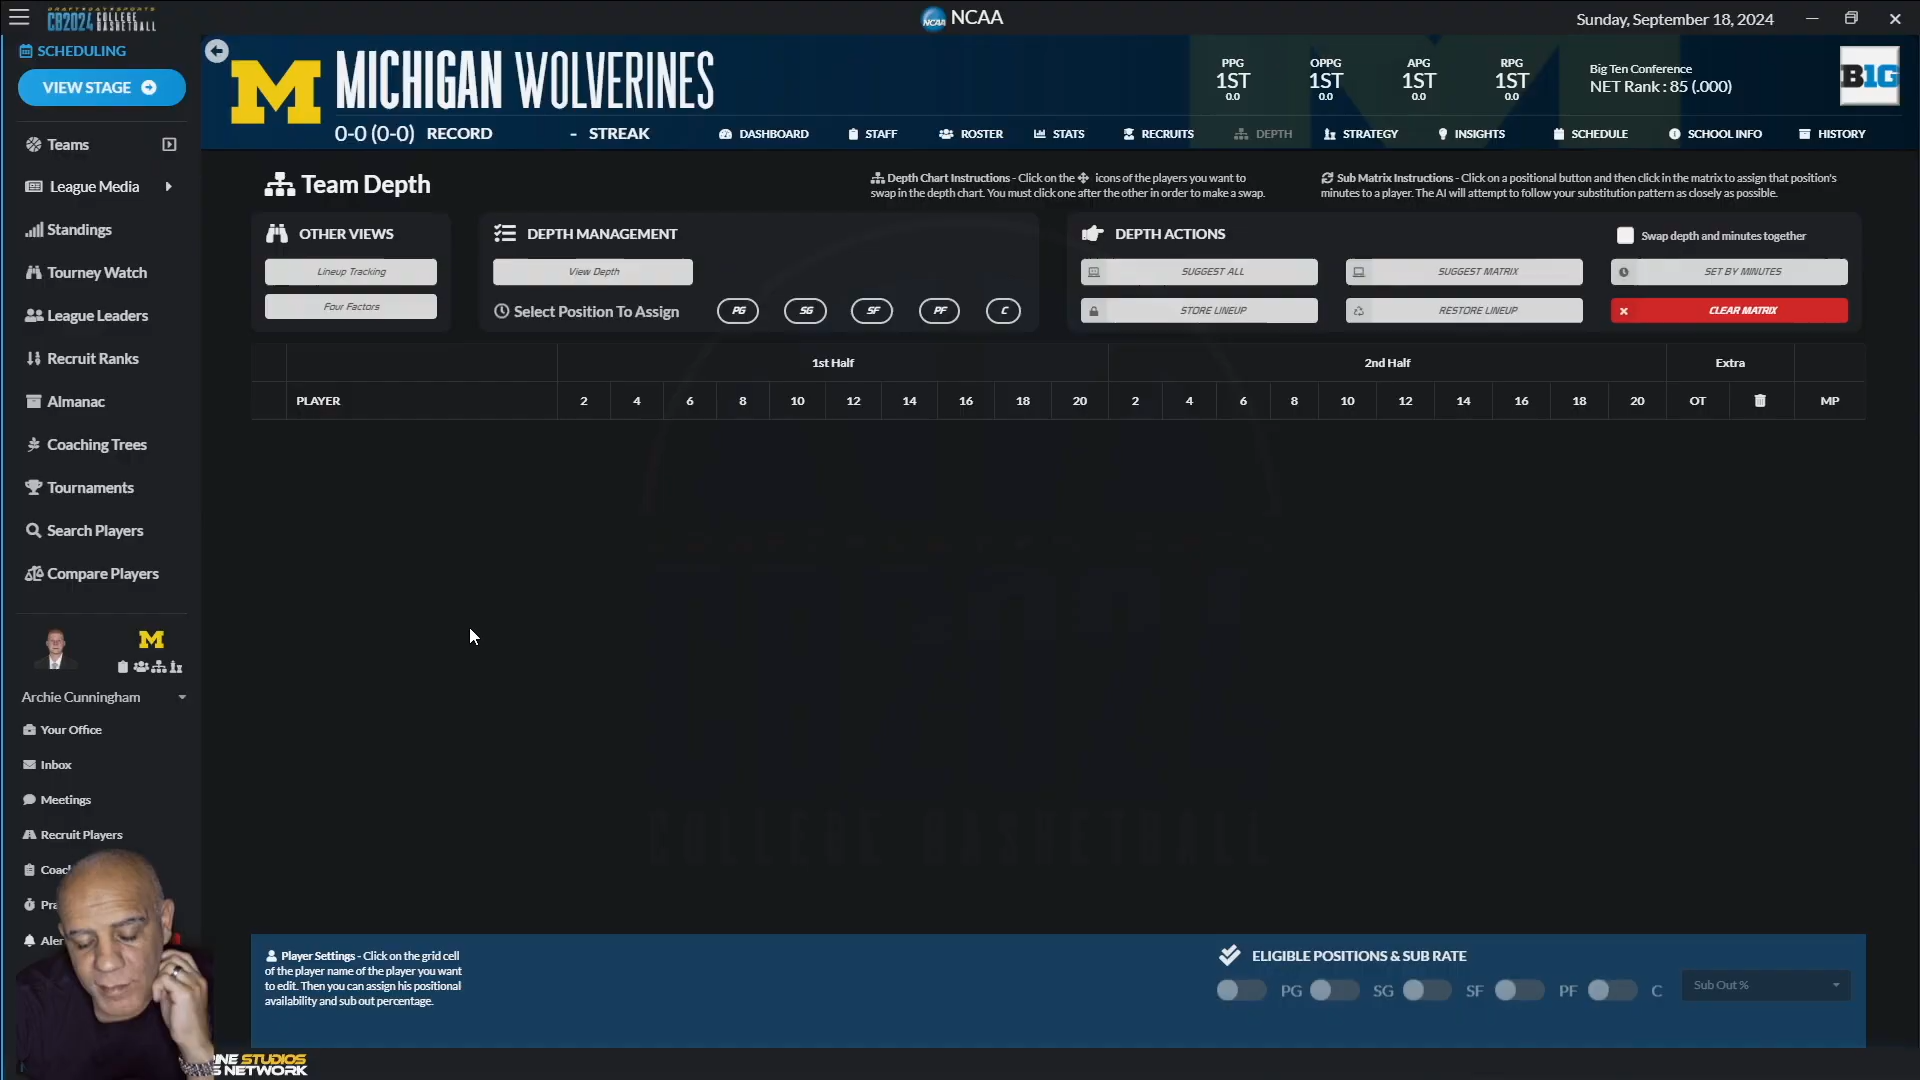 DRAFT DAY SPORTS
CB2024 COLLEGE BASKETBALL
NCAA
NCAA
Sunday, September 18, 2024
SCHEDULING
VIEW STAGE
MICHIGAN WOLVERINES
0-0 (0-0) RECORD
- STREAK
PPG
1ST
0.0
OPPG
1ST
0.0
APG
1ST
0.0
RPG
1ST
0.0
Big Ten Conference
NET Rank : 85 (.000)
B1G
DASHBOARD
STAFF
ROSTER
STATS
RECRUITS
DEPTH
STRATEGY
INSIGHTS
SCHEDULE
SCHOOL INFO
HISTORY
Teams
League Media
Standings
Tourney Watch
League Leaders
Recruit Ranks
Almanac
Coaching Trees
Tournaments
Search Players
Compare Players
Archie Cunningham
Your Office
Inbox
Meetings
Recruit Players
Team Depth
Depth Chart Instructions - Click on the icons of the players you want to
swap in the depth chart. You must click one after the other in order to make a swap.
Sub Matrix Instructions - Click on a positional button and then click in the matrix to assign that position's
minutes to a player. The AI will attempt to follow your substitution pattern as closely as possible.
OTHER VIEWS
Lineup Tracking
Four Factors
DEPTH MANAGEMENT
View Depth
Select Position To Assign
PG SG SF PF C
DEPTH ACTIONS
Swap depth and minutes together
SUGGEST ALL
SUGGEST MATRIX
SET BY MINUTES
STORE LINEUP
RESTORE LINEUP
CLEAR MATRIX
1st Half 2nd Half Extra
PLAYER 2 4 6 8 10 12 14 16 18 20 2 4 6 8 10 12 14 16 18 20 OT MP
COLLEGE BASKETBALL
Player Settings - Click on the grid cell
of the player name of the player you want
to edit. Then you can assign his positional
availability and sub out percentage.
ELIGIBLE POSITIONS & SUB RATE
PG SG SF PF C
Sub Out %
STUDIOS
NETWORK